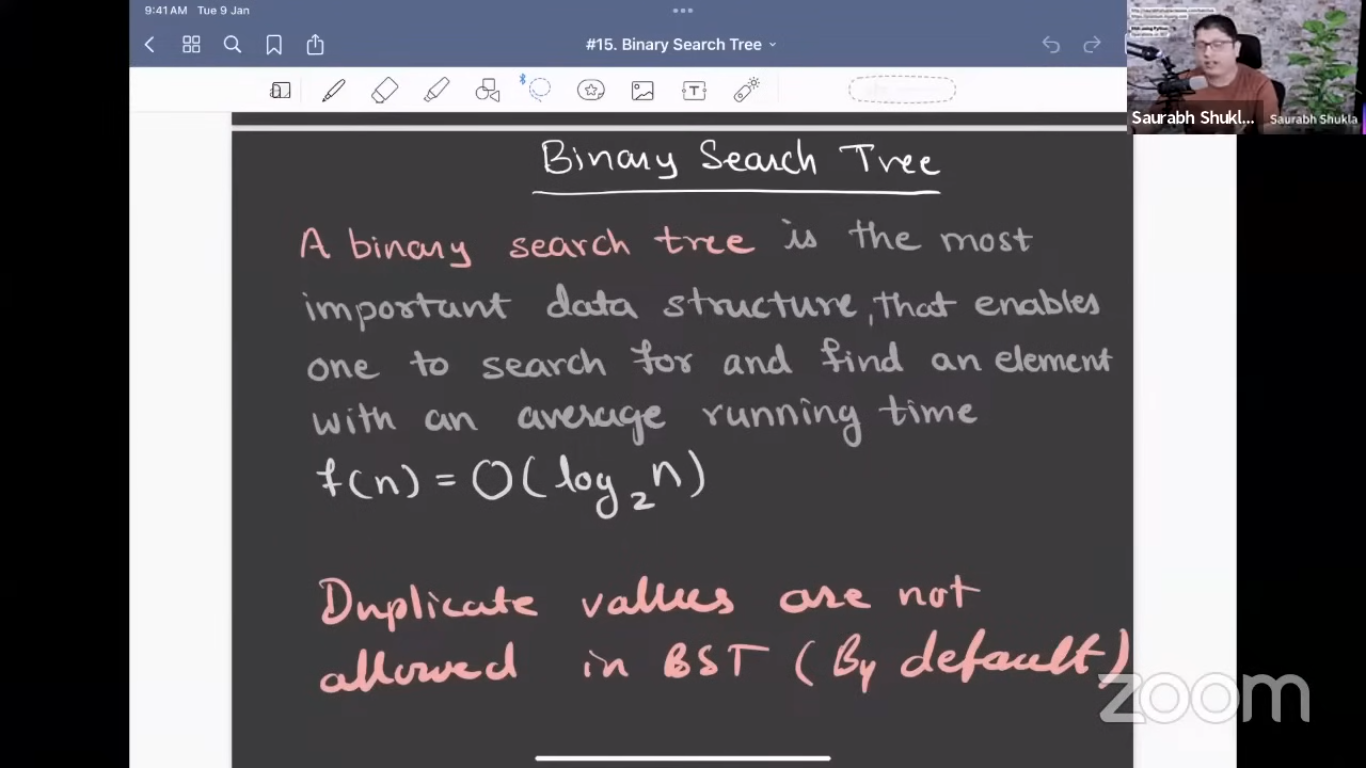 9:41 AM Tue 9 Jan
#15. Binary Search Tree
T
Saurabh Shukl...
Saurabh Shukla
Binary Search Tree
A binary search tree is the most
important data structure, that enables
one to search for and find an element
with an average running time
f(n) = O(log₂n)
Duplicate values are not
allowed in BST (By default)
zoom